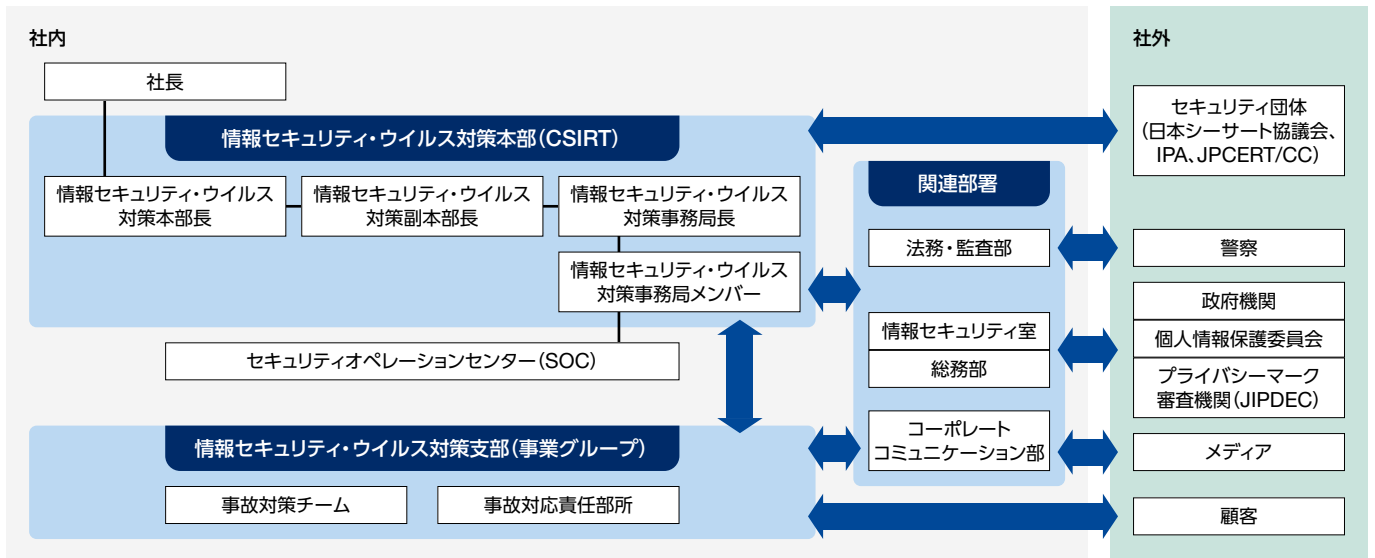 社内
社外
社長
セキュリティ団体
(日本シーサート協議会、
IPA、JPCERT/CC)
情報セキュリティ・ウイルス対策本部(CSIRT)
関連部署
情報セキュリティ・ウイルス
対策本部長
情報セキュリティ・ウイルス
対策副本部長
情報セキュリティ・ウイルス
対策事務局長
法務・監査部
警察
情報セキュリティ・ウイルス
対策事務局メンバー
政府機関
情報セキュリティ室
個人情報保護委員会
セキュリティオペレーションセンター(SOC)
総務部
プライバシーマーク
審査機関(JIPDEC)
情報セキュリティ・ウイルス対策支部(事業グループ)
コーポレート
コミュニケーション部
メディア
事故対策チーム
事故対応責任部所
顧客